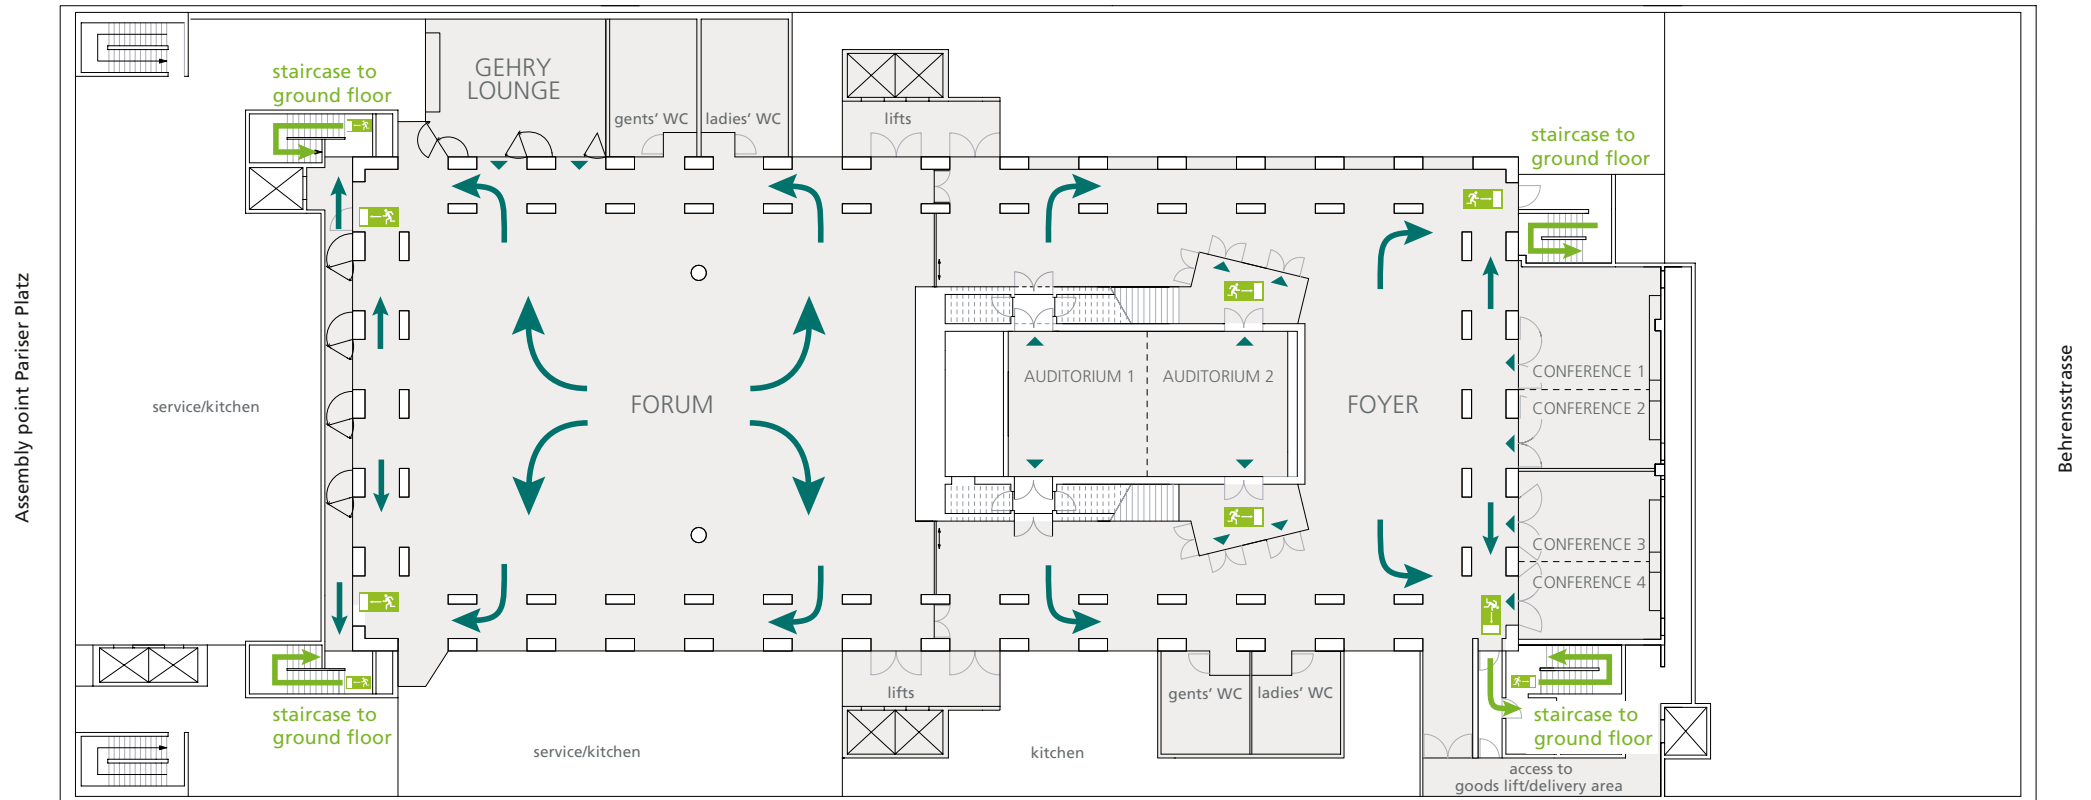 staircase to
ground floor
GEHRY
LOUNGE
gents' WC
ladies' WC
lifts
staircase to
ground floor
Assembly point Pariser Platz
service/kitchen
FORUM
AUDITORIUM 1
AUDITORIUM 2
FOYER
CONFERENCE 1
CONFERENCE 2
CONFERENCE 3
CONFERENCE 4
Behrensstrasse
staircase to
ground floor
service/kitchen
lifts
kitchen
gents' WC
ladies' WC
staircase to
ground floor
access to
goods lift/delivery area